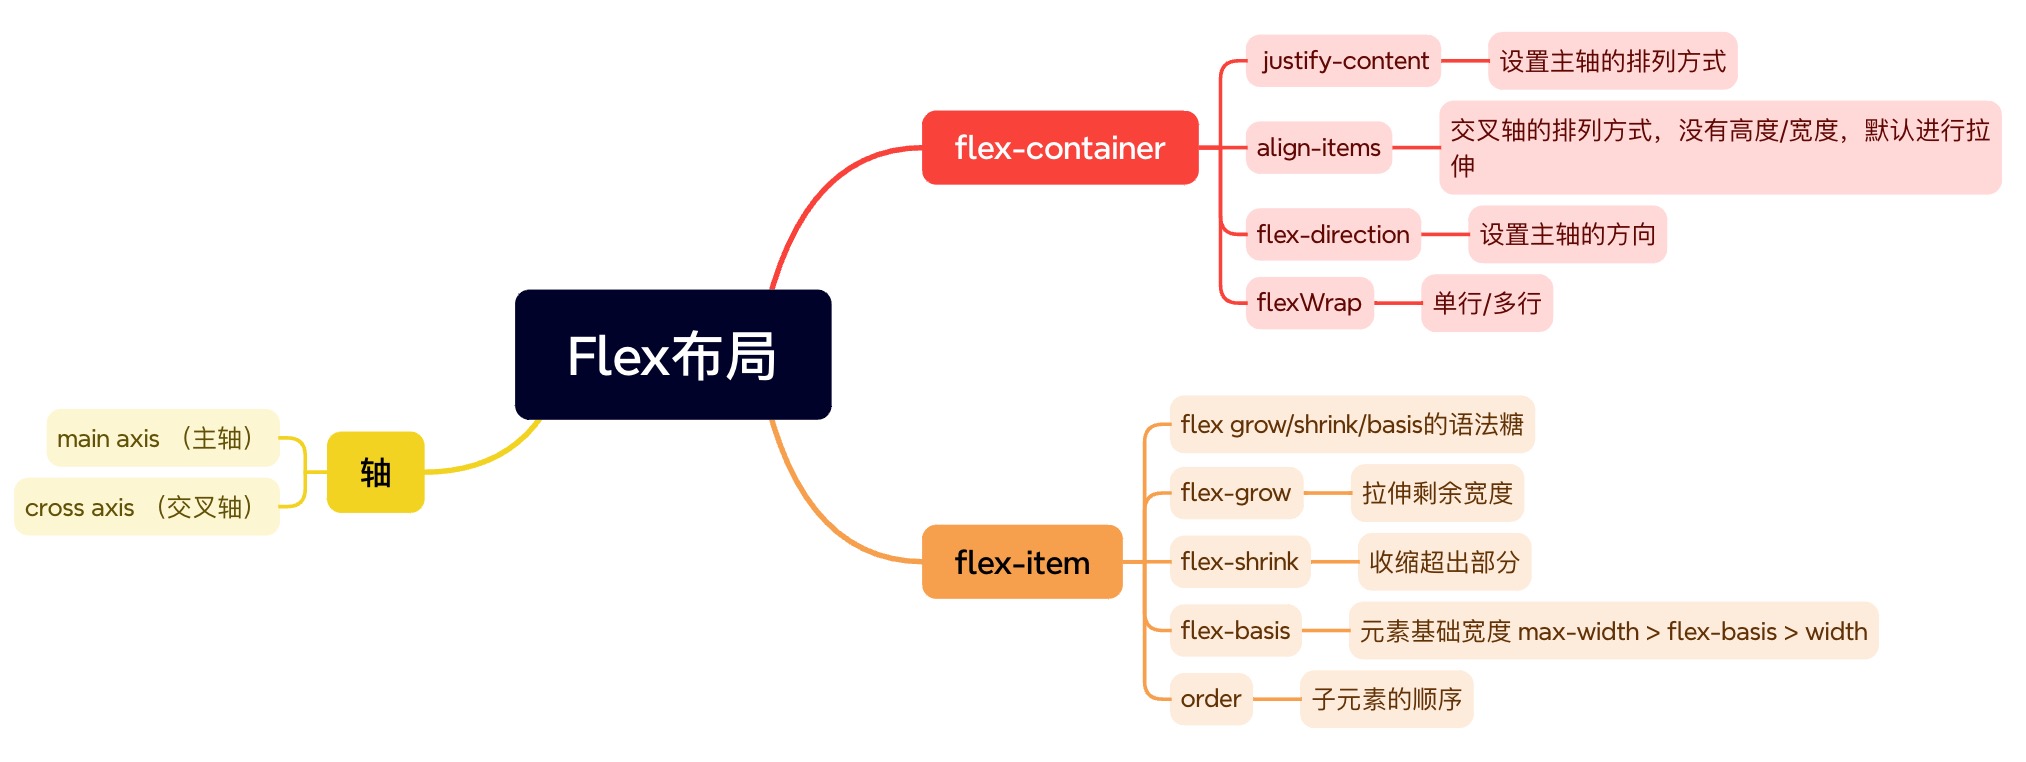 Flex布局
flex-container
justify-content
设置主轴的排列方式
align-items
交叉轴的排列方式，没有高度/宽度，默认进行拉
伸
flex-direction
设置主轴的方向
flexWrap
单行/多行
flex-item
flex grow/shrink/basis的语法糖
flex-grow
拉伸剩余宽度
flex-shrink
收缩超出部分
flex-basis
元素基础宽度 max-width > flex-basis > width
order
子元素的顺序
轴
main axis （主轴）
cross axis （交叉轴）